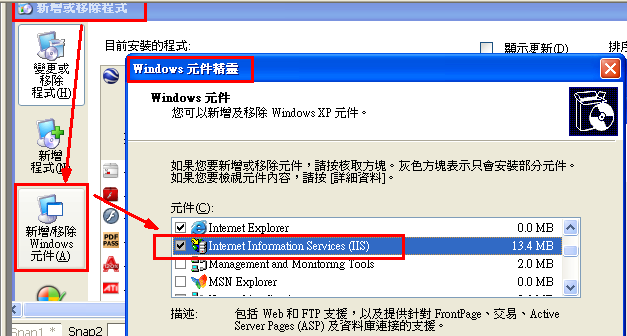 新增或移除程式
變更或
移除
程式(H)
目前安裝的程式:
顯示更新(D)
排序
新增
程式(N)
新增/移除
Windows
元件(A)
PDF
PASS
Windows 元件精靈
Windows 元件
您可以新增及移除 Windows XP 元件。
如果您要新增或移除元件，請按核取方塊。灰色方塊表示只會安裝部分元件。
如果您要檢視元件內容，請按 [詳細資料]。
元件(C):
Internet Explorer 0.0 MB
Internet Information Services (IIS) 13.4 MB
Management and Monitoring Tools 2.0 MB
MSN Explorer 0.0 MB
描述: 包括 Web 和 FTP 支援，以及提供針對 FrontPage、交易、Active
Server Pages (ASP) 及資料庫連接的支援。
Snap1 * Snap2